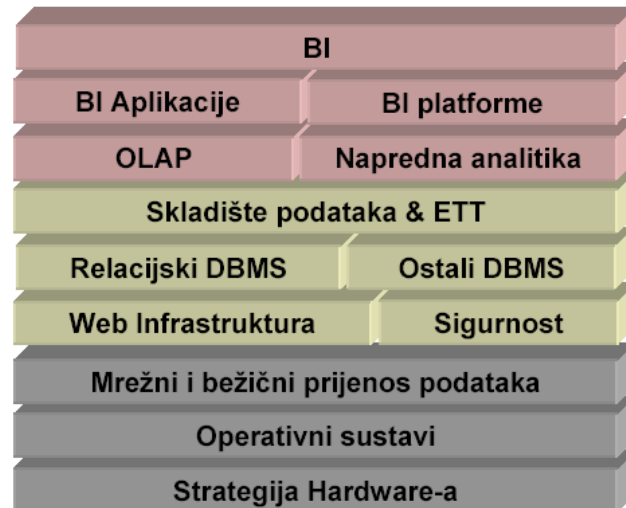 BI
BI Aplikacije
BI platforme
OLAP
Napredna analitika
Skladište podataka & ETT
Relacijski DBMS
Ostali DBMS
Web Infrastruktura
Sigurnost
Mrežni i bežični prijenos podataka
Operativni sustavi
Strategija Hardware-a